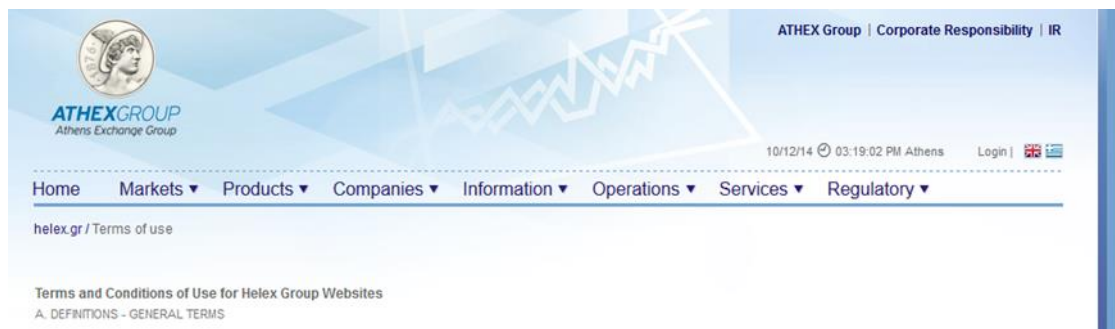 ATHEX Group | Corporate Responsibility | IR
1876
ATHEXGROUP
Athens Exchange Group
10/12/14 03:19:02 PM Athens Login |
Home Markets ▼ Products ▼ Companies ▼ Information ▼ Operations ▼ Services ▼ Regulatory ▼
helex.gr / Terms of use
Terms and Conditions of Use for Helex Group Websites
A. DEFINITIONS - GENERAL TERMS